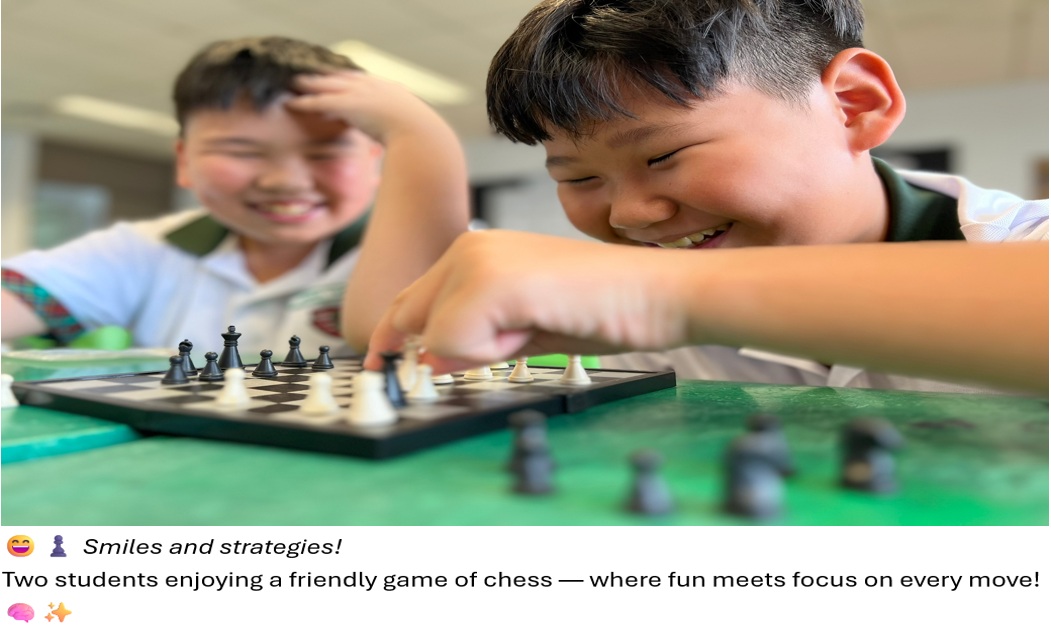 😄 ♟️ Smiles and strategies!
Two students enjoying a friendly game of chess — where fun meets focus on every move!
🧠 ✨